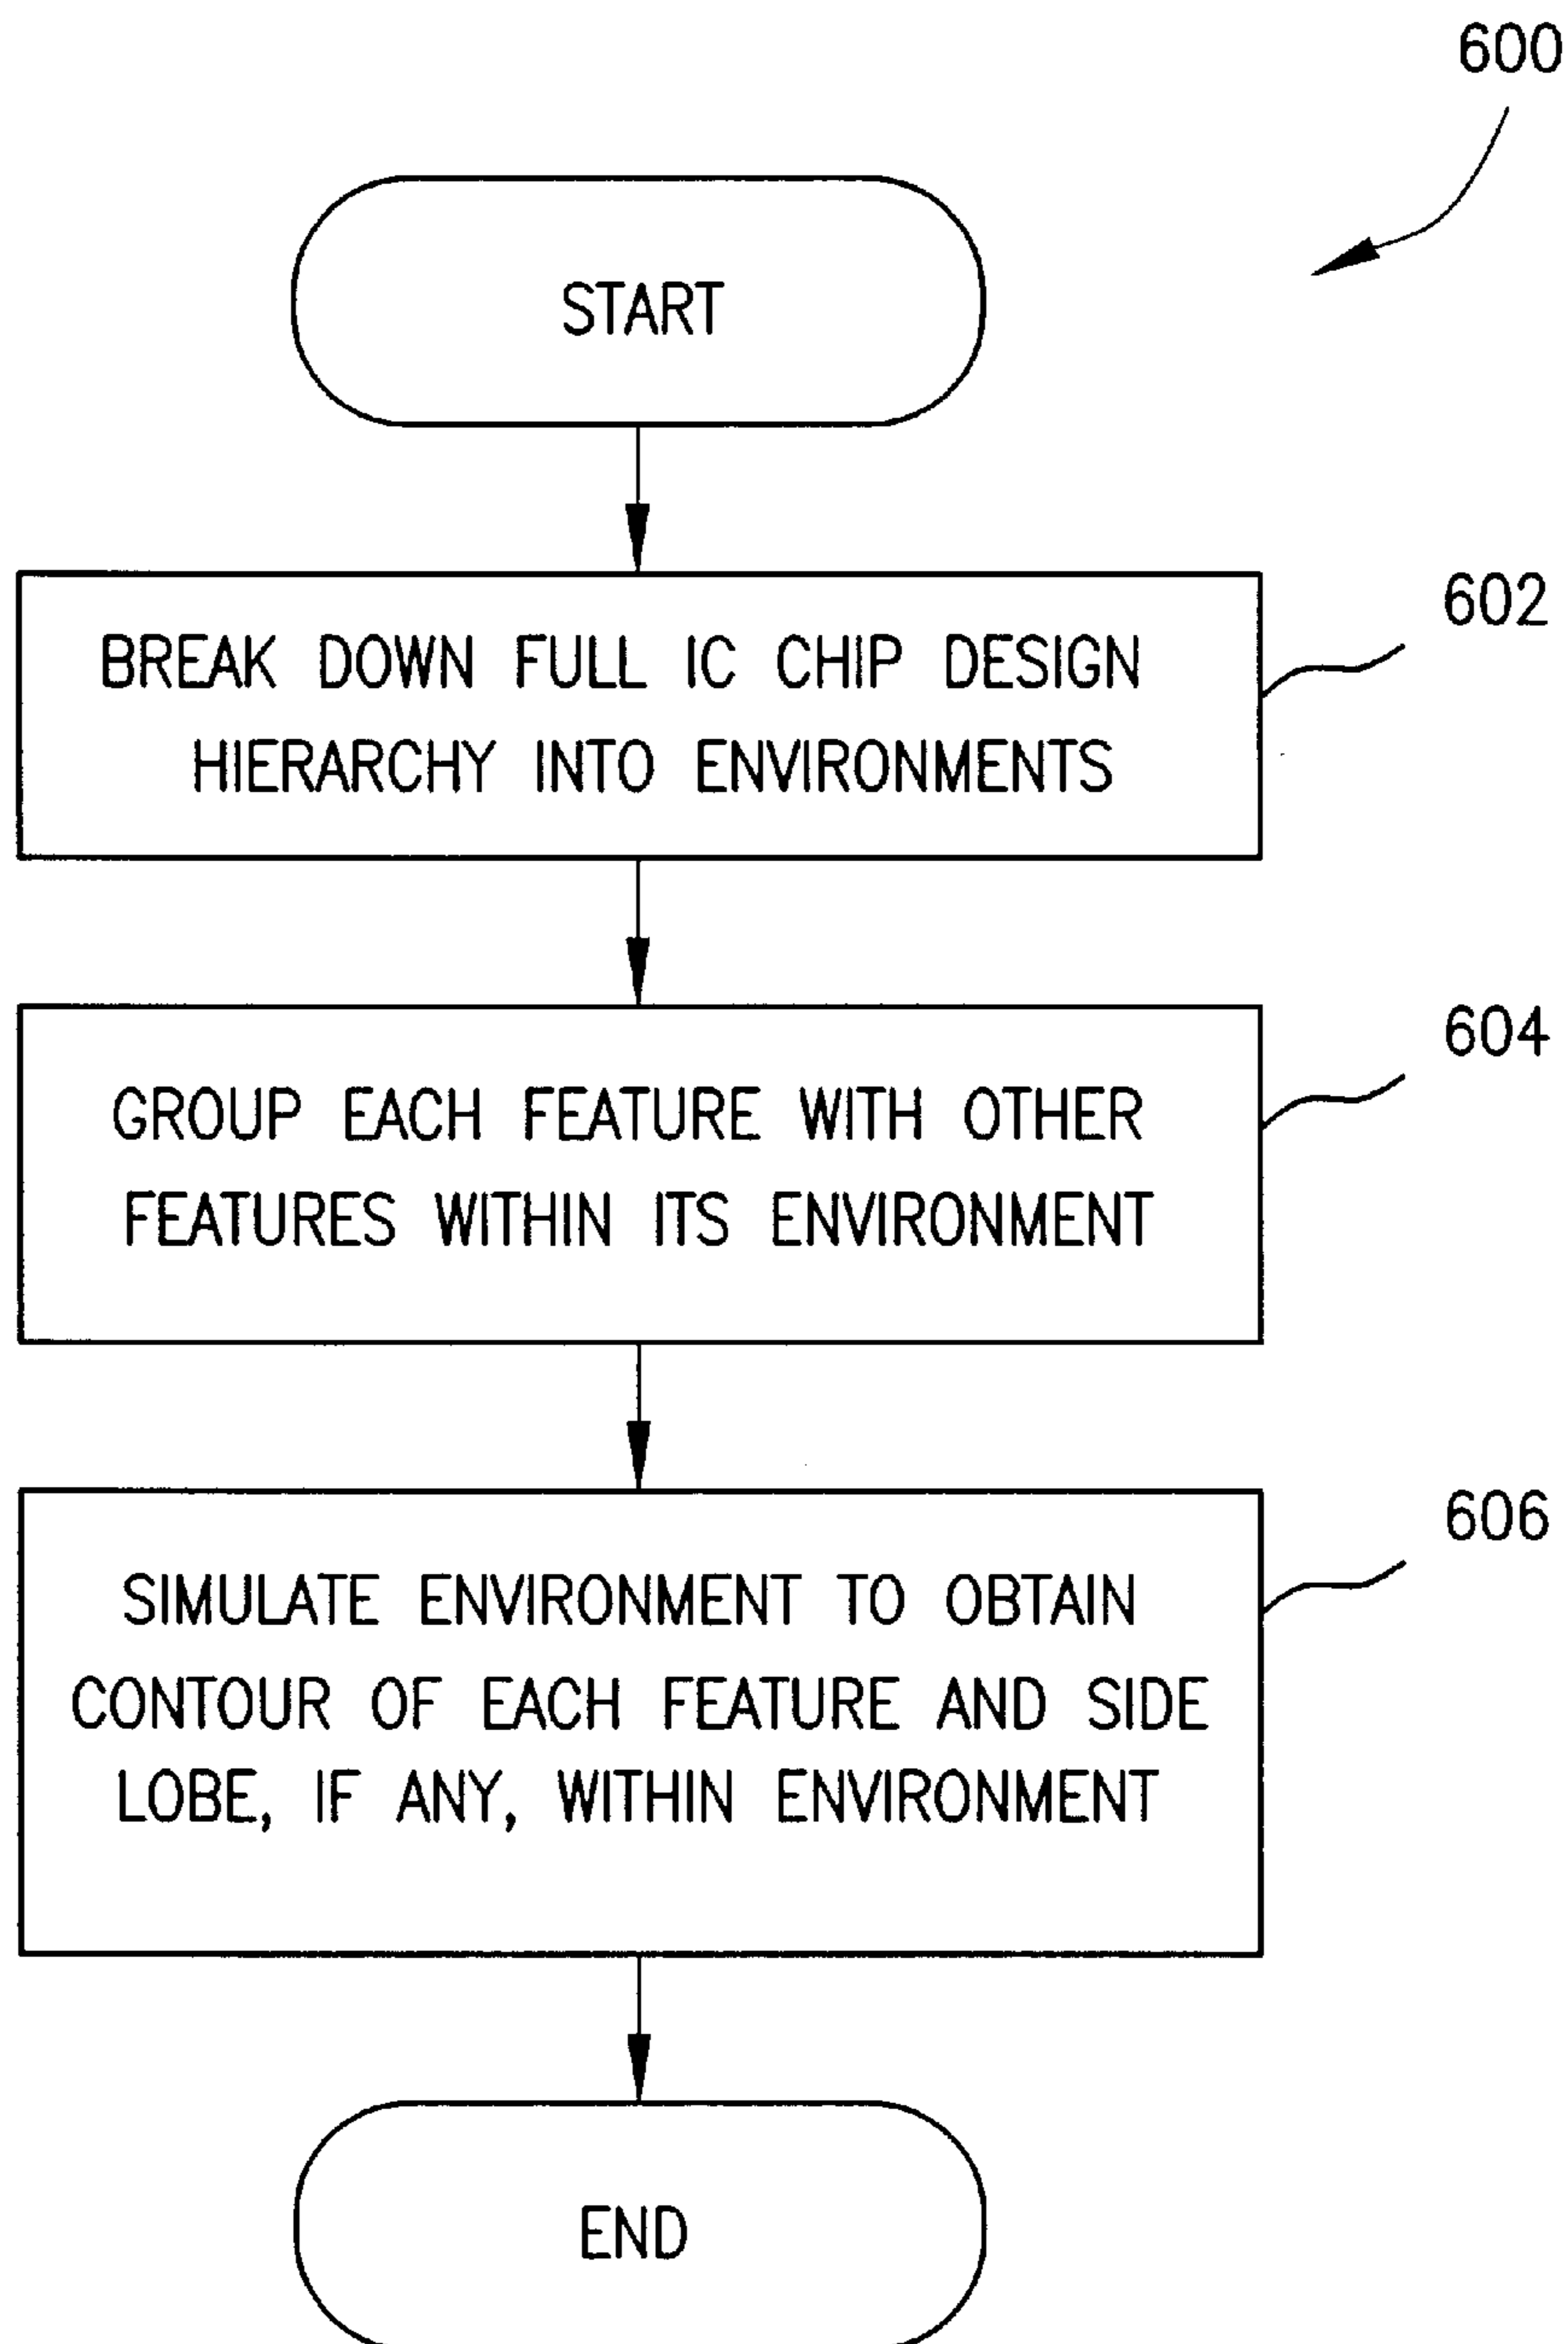 600
START
602
BREAK DOWN FULL IC CHIP DESIGN
HIERARCHY INTO ENVIRONMENTS
604
GROUP EACH FEATURE WITH OTHER
FEATURES WITHIN ITS ENVIRONMENT
606
SIMULATE ENVIRONMENT TO OBTAIN
CONTOUR OF EACH FEATURE AND SIDE
LOBE, IF ANY, WITHIN ENVIRONMENT
END